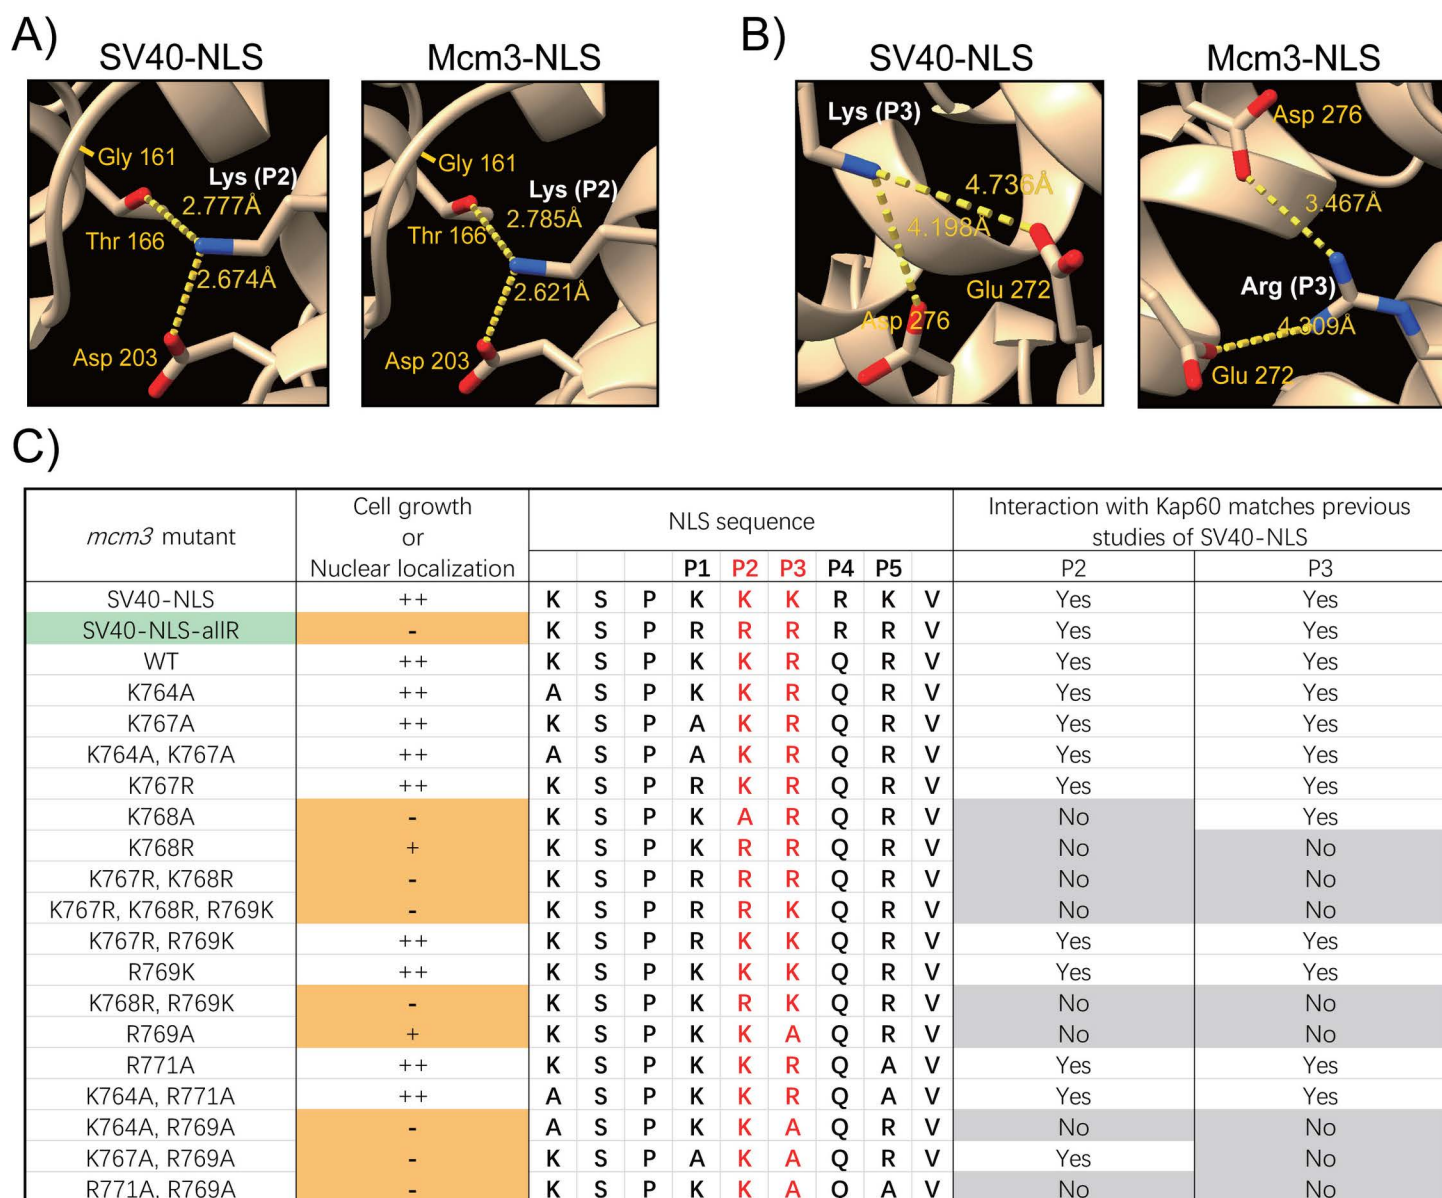 A)
B)
SV40-NLS
Mcm3-NLS
SV40-NLS
Mcm3-NLS
Gly 161
Lys (P2)
2.777Å
Thr 166
2.674Å
Asp 203
Gly 161
Lys (P2)
2.785Å
Thr 166
2.621Å
Asp 203
Lys (P3)
4.736Å
4.198Å
Glu 272
Asp 276
Asp 276
3.467Å
Arg (P3)
4.309Å
Glu 272
C)
mcm3 mutant
Cell growth
or
Nuclear localization
NLS sequence
Interaction with Kap60 matches previous
studies of SV40-NLS
P1 P2 P3 P4 P5 P2 P3
SV40-NLS ++ K S P K K K R K V Yes Yes
SV40-NLS-allR - K S P R R R R R V Yes Yes
WT ++ K S P K K R Q R V Yes Yes
K764A ++ A S P K K R Q R V Yes Yes
K767A ++ K S P A K R Q R V Yes Yes
K764A, K767A ++ A S P A K R Q R V Yes Yes
K767R ++ K S P R K R Q R V Yes Yes
K768A - K S P K A R Q R V No Yes
K768R + K S P K R R Q R V No No
K767R, K768R - K S P R R R Q R V No No
K767R, K768R, R769K - K S P R R K Q R V No No
K767R, R769K ++ K S P R K K Q R V Yes Yes
R769K ++ K S P K K K Q R V Yes Yes
K768R, R769K - K S P K R K Q R V No No
R769A + K S P K K A Q R V No No
R771A ++ K S P K K R Q A V Yes Yes
K764A, R771A ++ A S P K K R Q A V Yes Yes
K764A, R769A - A S P K K A Q R V No No
K767A, R769A - K S P A K A Q R V Yes No
R771A, R769A - K S P K K A Q A V No No